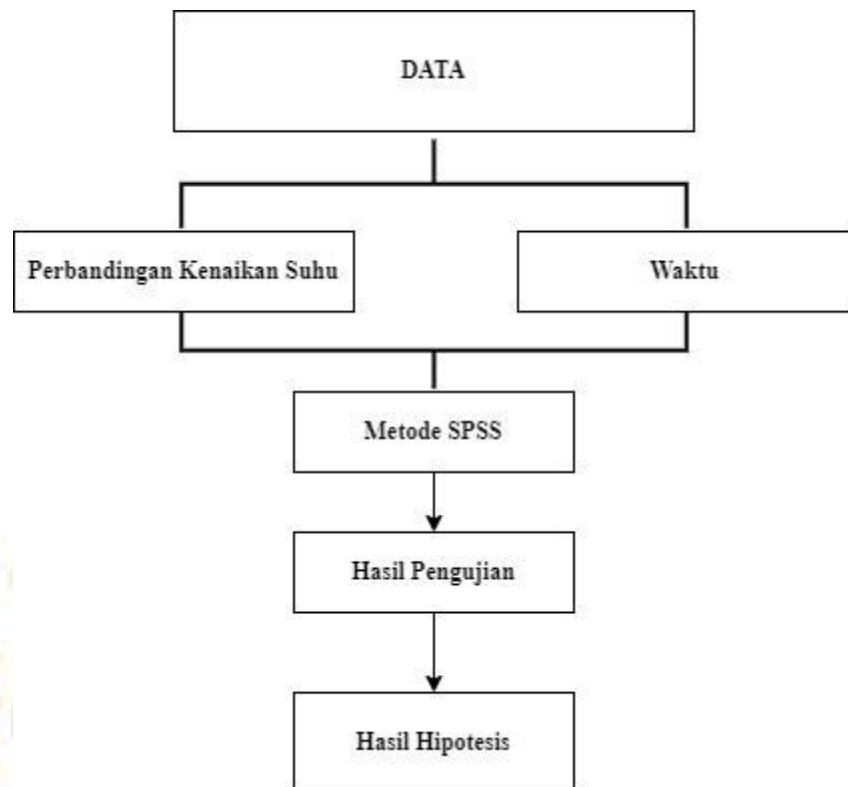 DATA
Perbandingan Kenaikan Suhu
Waktu
Metode SPSS
Hasil Pengujian
Hasil Hipotesis